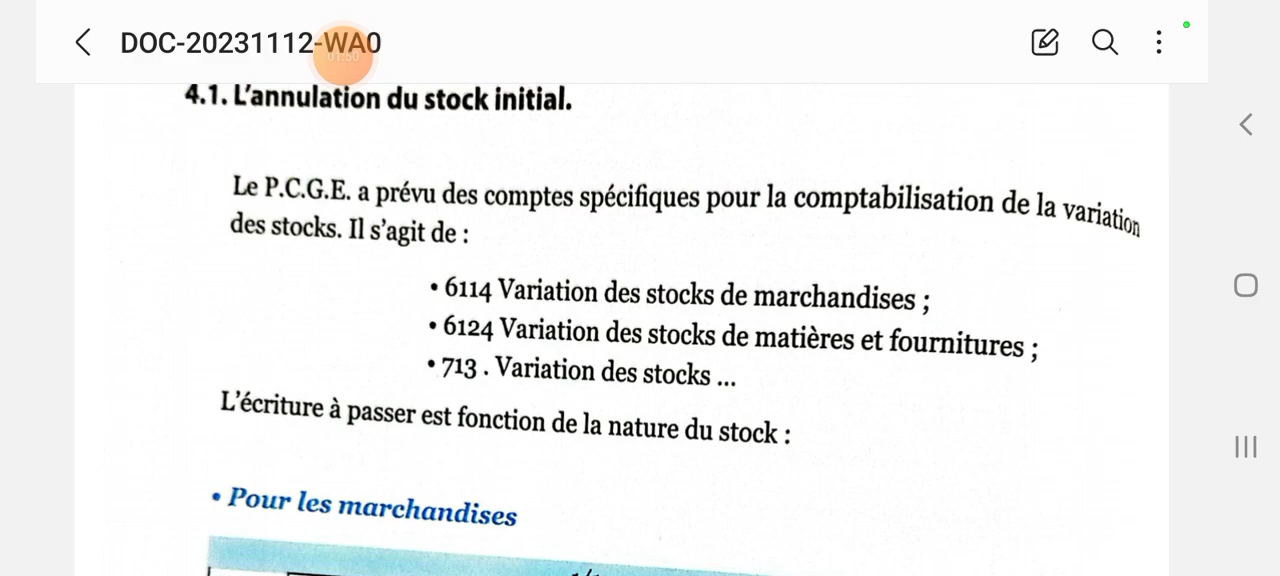 DOC-20231112-WA0
01:50
4.1. L'annulation du stock initial.
Le P.C.G.E. a prévu des comptes spécifiques pour la comptabilisation de la variation
des stocks. Il s'agit de :
• 6114 Variation des stocks de marchandises ;
• 6124 Variation des stocks de matières et fournitures ;
• 713 . Variation des stocks ...
L'écriture à passer est fonction de la nature du stock :
• Pour les marchandises